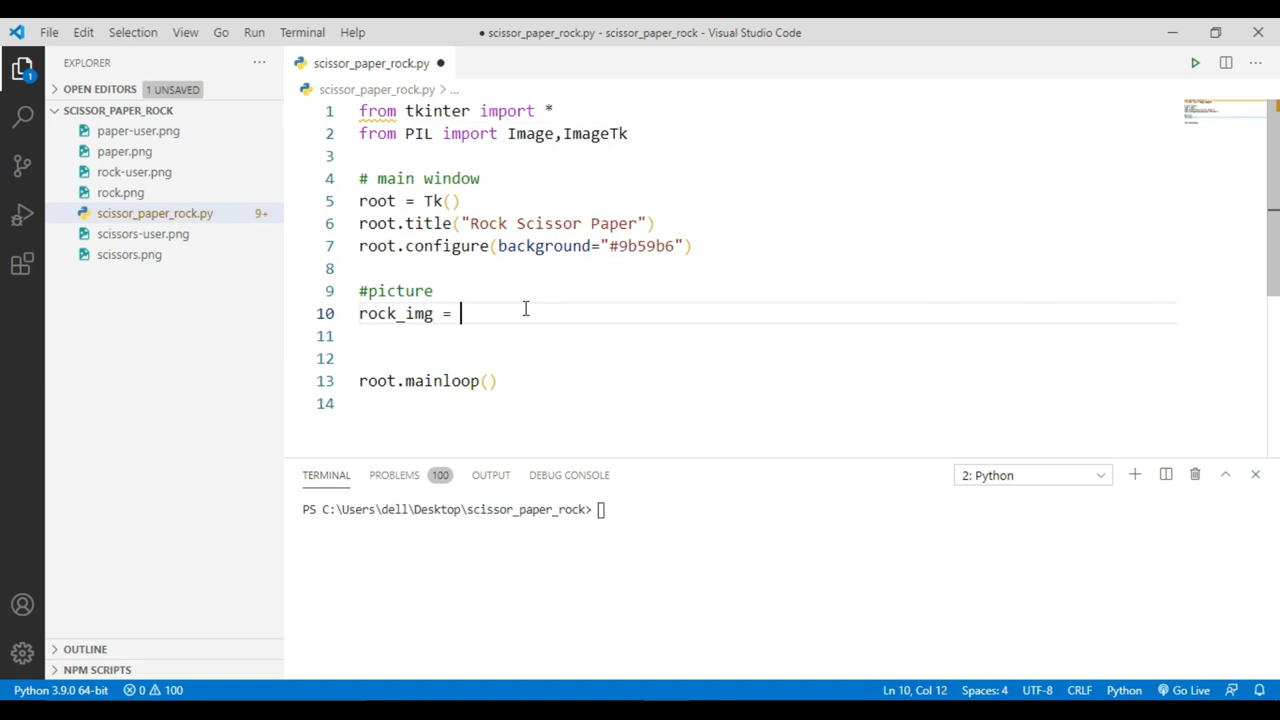 File Edit Selection View Go Run Terminal Help
● scissor_paper_rock.py - scissor_paper_rock - Visual Studio Code
EXPLORER
OPEN EDITORS 1 UNSAVED
SCISSOR_PAPER_ROCK
paper-user.png
paper.png
rock-user.png
rock.png
scissor_paper_rock.py 9+
scissors-user.png
scissors.png
OUTLINE
NPM SCRIPTS
1
scissor_paper_rock.py ●
scissor_paper_rock.py > ...
1 from tkinter import *
2 from PIL import Image,ImageTk
3
4 # main window
5 root = Tk()
6 root.title("Rock Scissor Paper")
7 root.configure(background="#9b59b6")
8
9 #picture
10 rock_img =
11
12
13 root.mainloop()
14
TERMINAL PROBLEMS 100 OUTPUT DEBUG CONSOLE 2: Python
PS C:\Users\dell\Desktop\scissor_paper_rock>
Python 3.9.0 64-bit 0 100 Ln 10, Col 12 Spaces: 4 UTF-8 CRLF Python Go Live